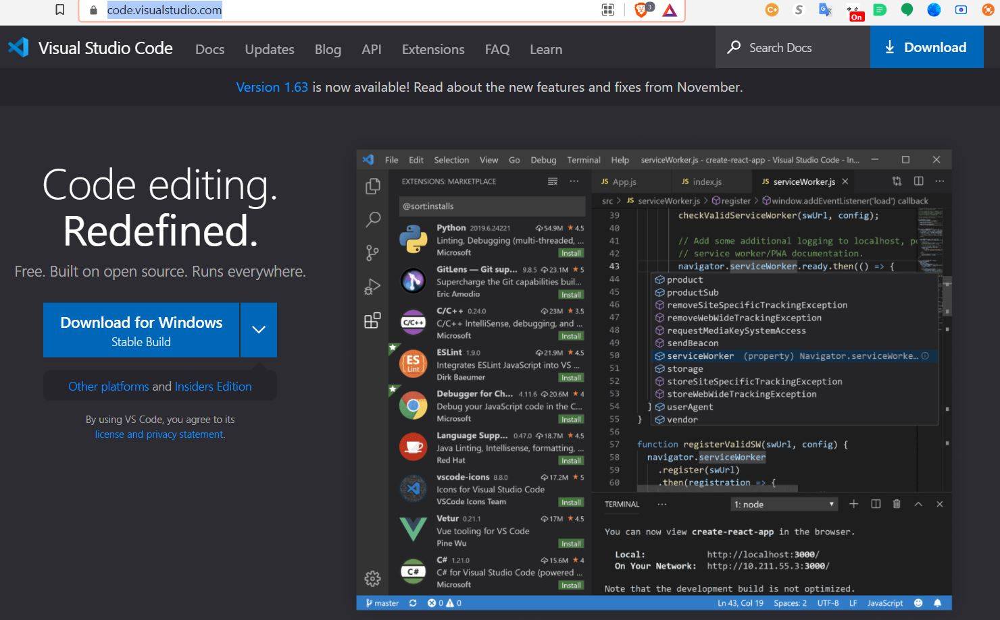 code.visualstudio.com
3
On
Visual Studio Code Docs Updates Blog API Extensions FAQ Learn Search Docs Download
Version 1.63 is now available! Read about the new features and fixes from November.
Code editing.
Redefined.
Free. Built on open source. Runs everywhere.
Download for Windows
Stable Build
Other platforms and Insiders Edition
By using VS Code, you agree to its
license and privacy statement.
File Edit Selection View Go Debug Terminal Help serviceWorker.js - create-react-app - Visual Studio Code - In...
EXTENSIONS: MARKETPLACE
@sort:installs
Python 2019.6.24221 54.9M ★ 4.5
Linting, Debugging (multi-threaded, ...
Microsoft Install
GitLens — Git sup... 9.8.5 23.1M ★ 5
Supercharge the Git capabilities buil...
Eric Amodio Install
C/C++
C/C++ 0.24.0 23M ★ 3.5
C/C++ IntelliSense, debugging, and ...
Microsoft Install
ES
Lint
ESLint 1.9.0 21.9M ★ 4.5
Integrates ESLint JavaScript into VS ...
Dirk Baeumer Install
Debugger for Ch... 4.11.6 20.6M ★ 4
Debug your JavaScript code in the C...
Microsoft Install
Language Supp... 0.47.0 18.7M ★ 4.5
Java Linting, Intellisense, formatting, ...
Red Hat Install
vscode-icons 8.8.0 17.2M ★ 5
Icons for Visual Studio Code
VSCode Icons Team Install
Vetur 0.21.1 17M ★ 4.5
Vue tooling for VS Code
Pine Wu Install
C#
C# 1.21.0 15.6M ★ 4
C# for Visual Studio Code (powered ...
Microsoft Install
JS App.js JS index.js JS serviceWorker.js
src > JS serviceWorker.js > register > window.addEventListener('load') callback
39 checkValidServiceWorker(swUrl, config);
40
41 // Add some additional logging to localhost, po
42 // service worker/PWA documentation.
43 navigator.serviceWorker.ready.then(() => {
44 product
45 productSub
46 removeSiteSpecificTrackingException
47 removeWebWideTrackingException
48 requestMediaKeySystemAccess
49 sendBeacon
50 serviceWorker (property) Navigator.serviceWorke...
51 storage
52 storeSiteSpecificTrackingException
53 storeWebWideTrackingException
54 } userAgent
55 } vendor
56
57 function registerValidSW(swUrl, config) {
58 navigator.serviceWorker
59 .register(swUrl)
60 .then(registration => {
TERMINAL ... 1: node
You can now view create-react-app in the browser.
Local: http://localhost:3000/
On Your Network: http://10.211.55.3:3000/
Note that the development build is not optimized.
master 0 0 Ln 43, Col 19 Spaces: 2 UTF-8 LF JavaScript